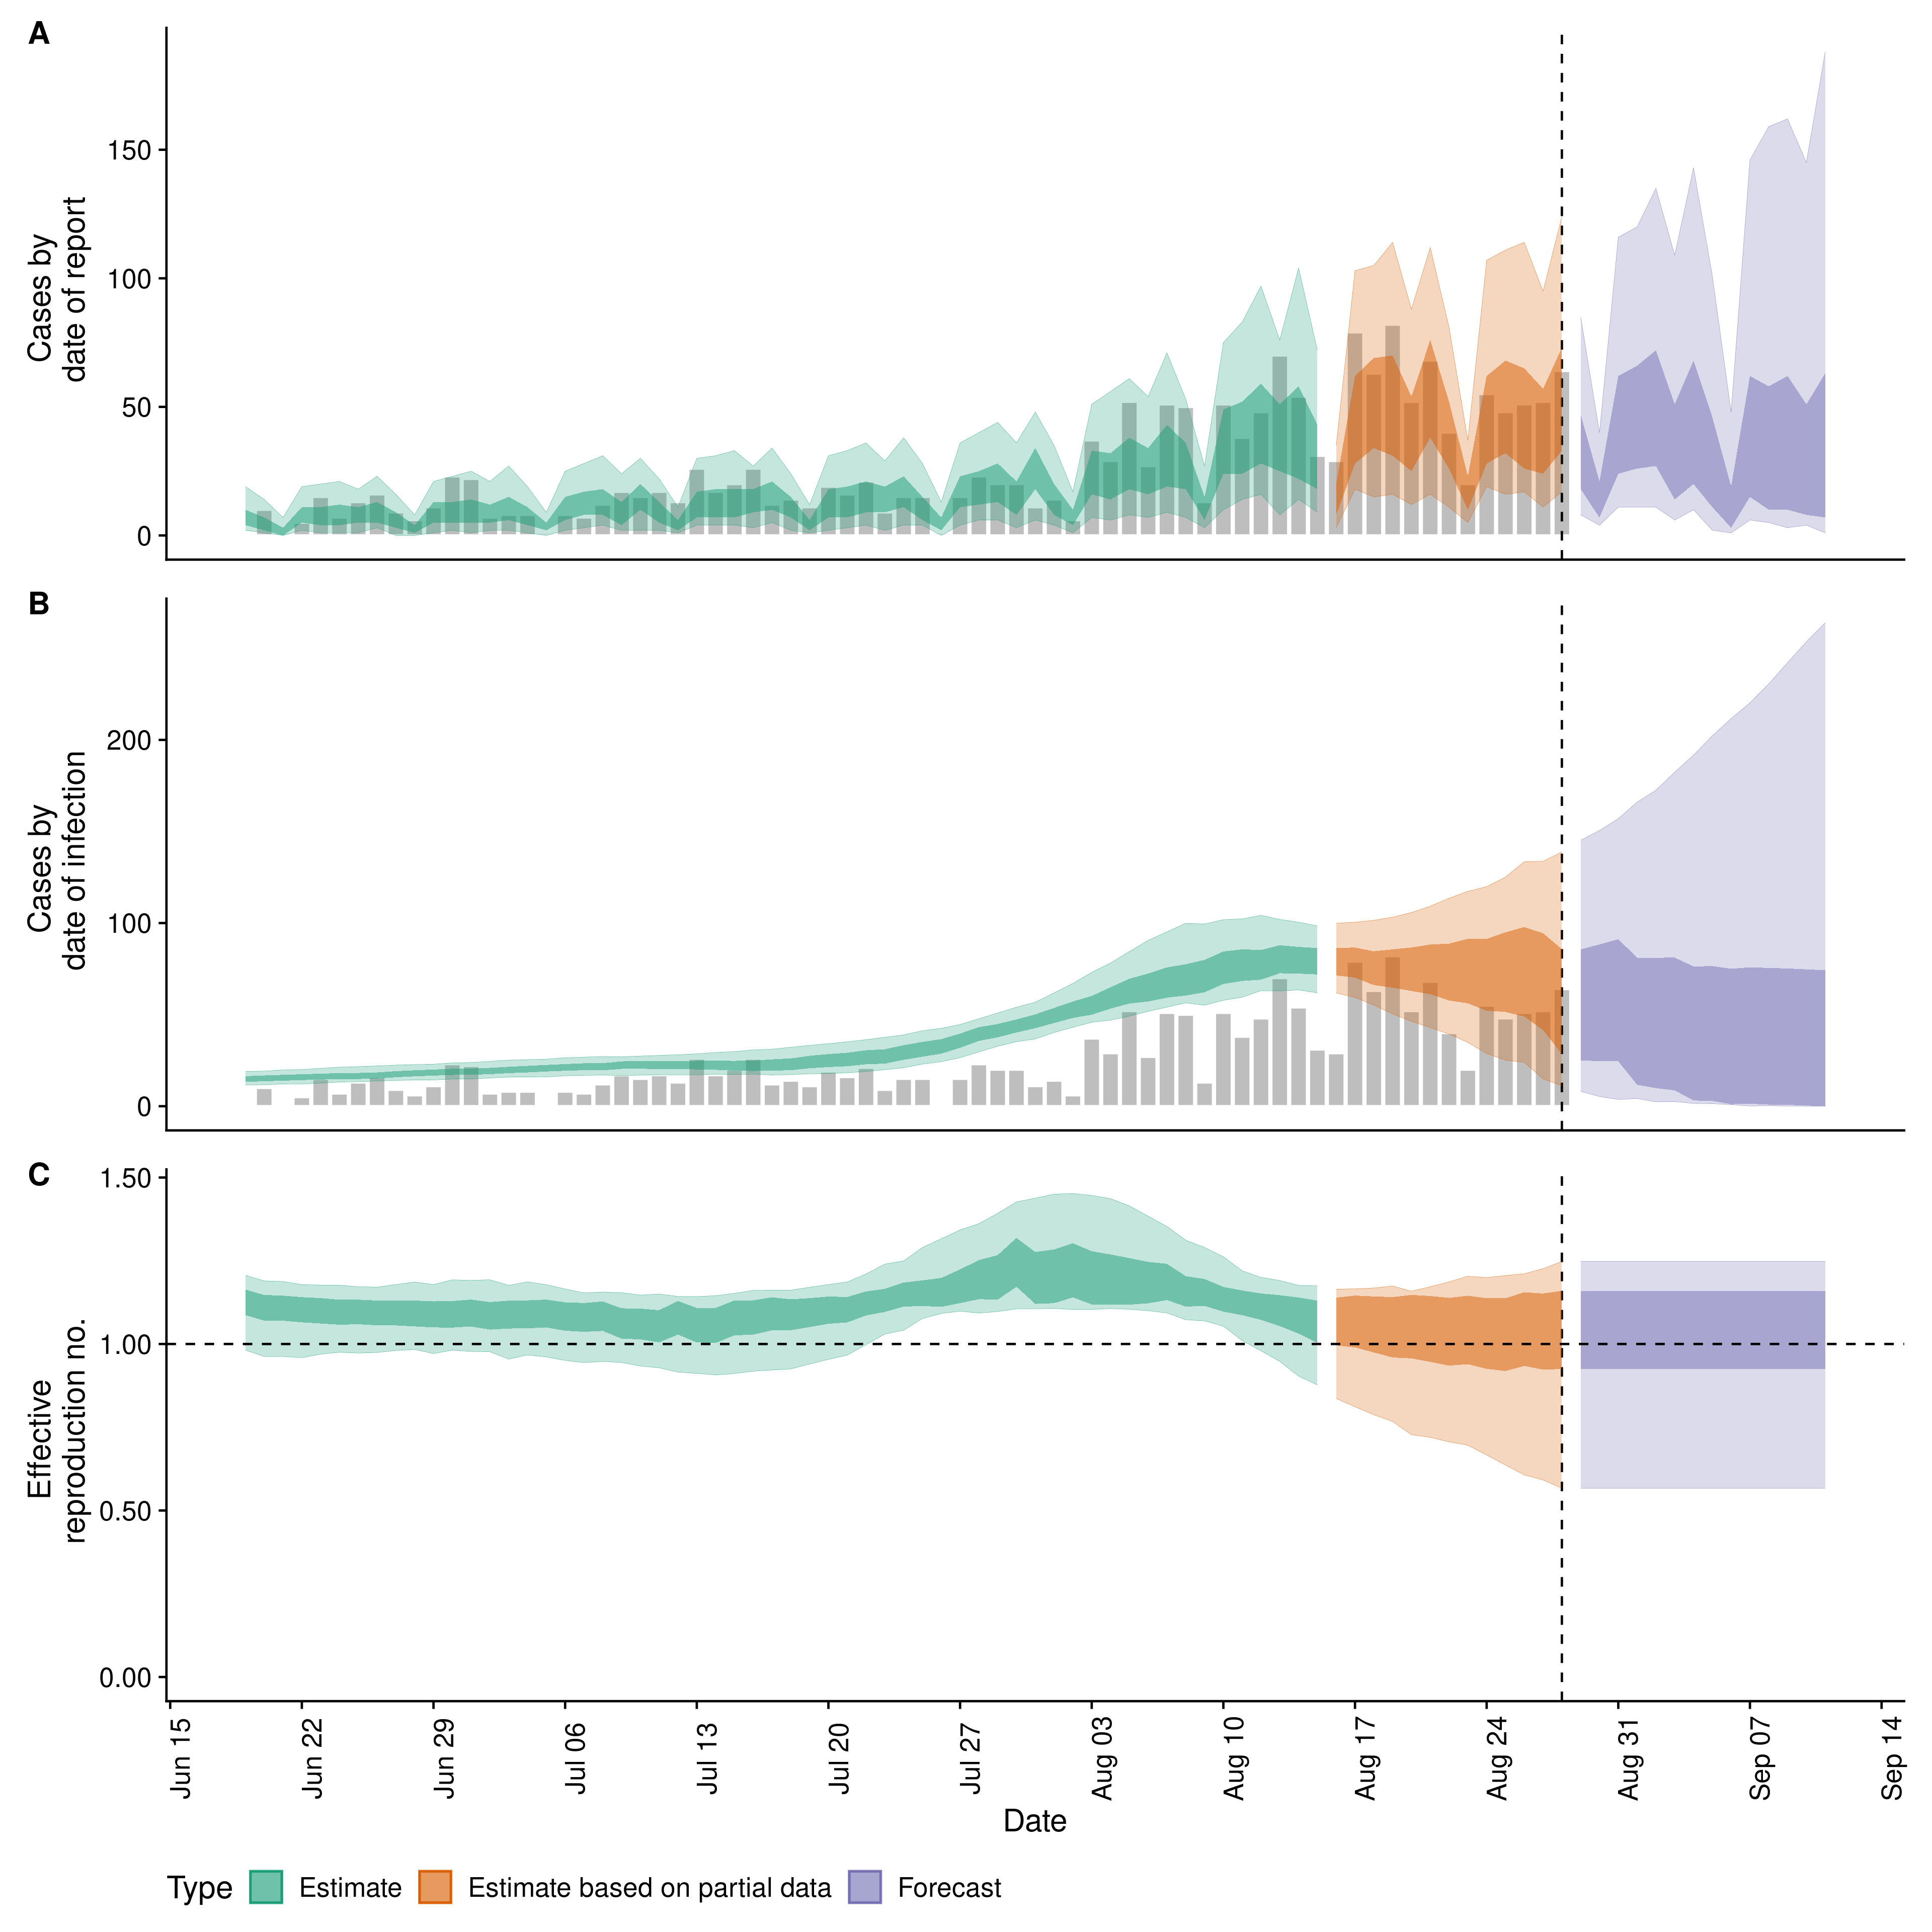 A
Cases by
date of report
150
100
50
0
B
Cases by
date of infection
200
100
0
C
Effective
reproduction no.
1.50
1.00
0.50
0.00
Jun 15
Jun 22
Jun 29
Jul 06
Jul 13
Jul 20
Jul 27
Aug 03
Aug 10
Aug 17
Aug 24
Aug 31
Sep 07
Sep 14
Date
Type Estimate Estimate based on partial data Forecast